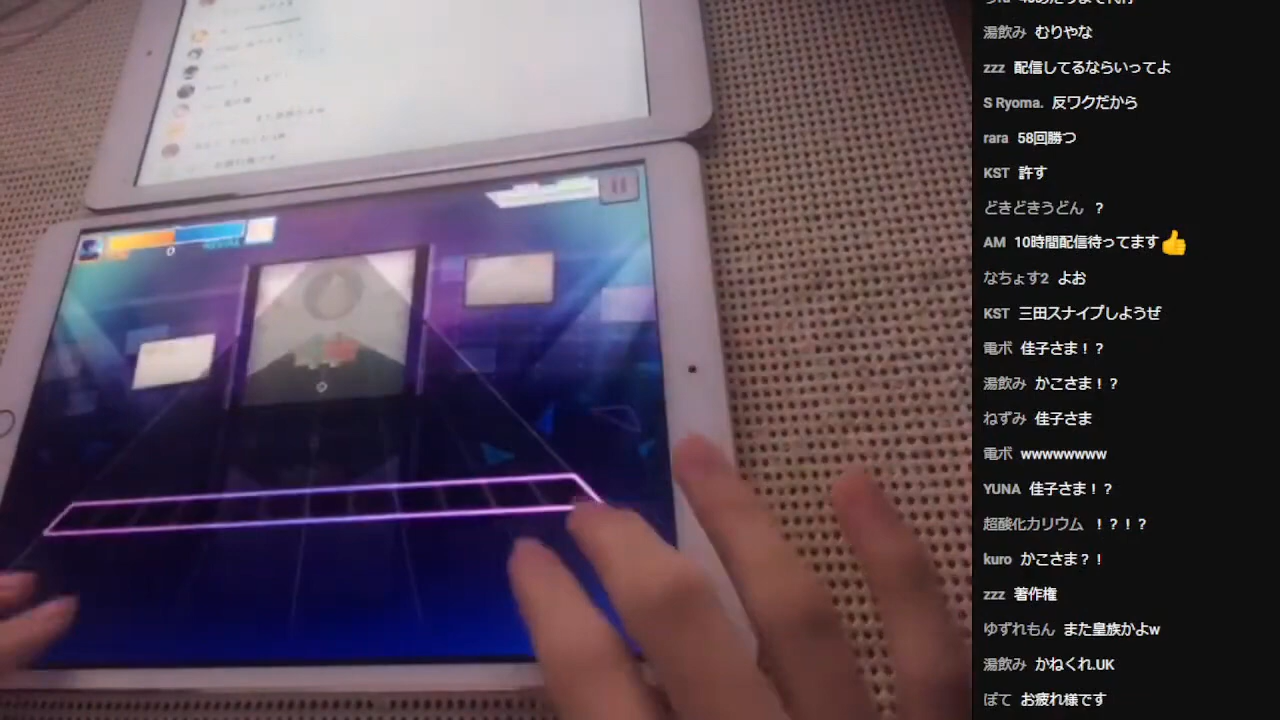 湯飲み むりやな
zzz 配信してるならいってよ
S Ryoma. 反ワクだから
rara 58回勝つ
KST 許す
どきどきうどん ？
AM 10時間配信待ってます👍
なちょす2 よお
KST 三田スナイプしようぜ
電ボ 佳子さま！？
湯飲み かこさま！？
ねずみ 佳子さま
電ボ wwwwwwww
YUNA 佳子さま！？
超酸化カリウム ！？！？
kuro かこさま？！
zzz 著作権
ゆずれもん また皇族かよw
湯飲み かねくれ.UK
ぽて お疲れ様です